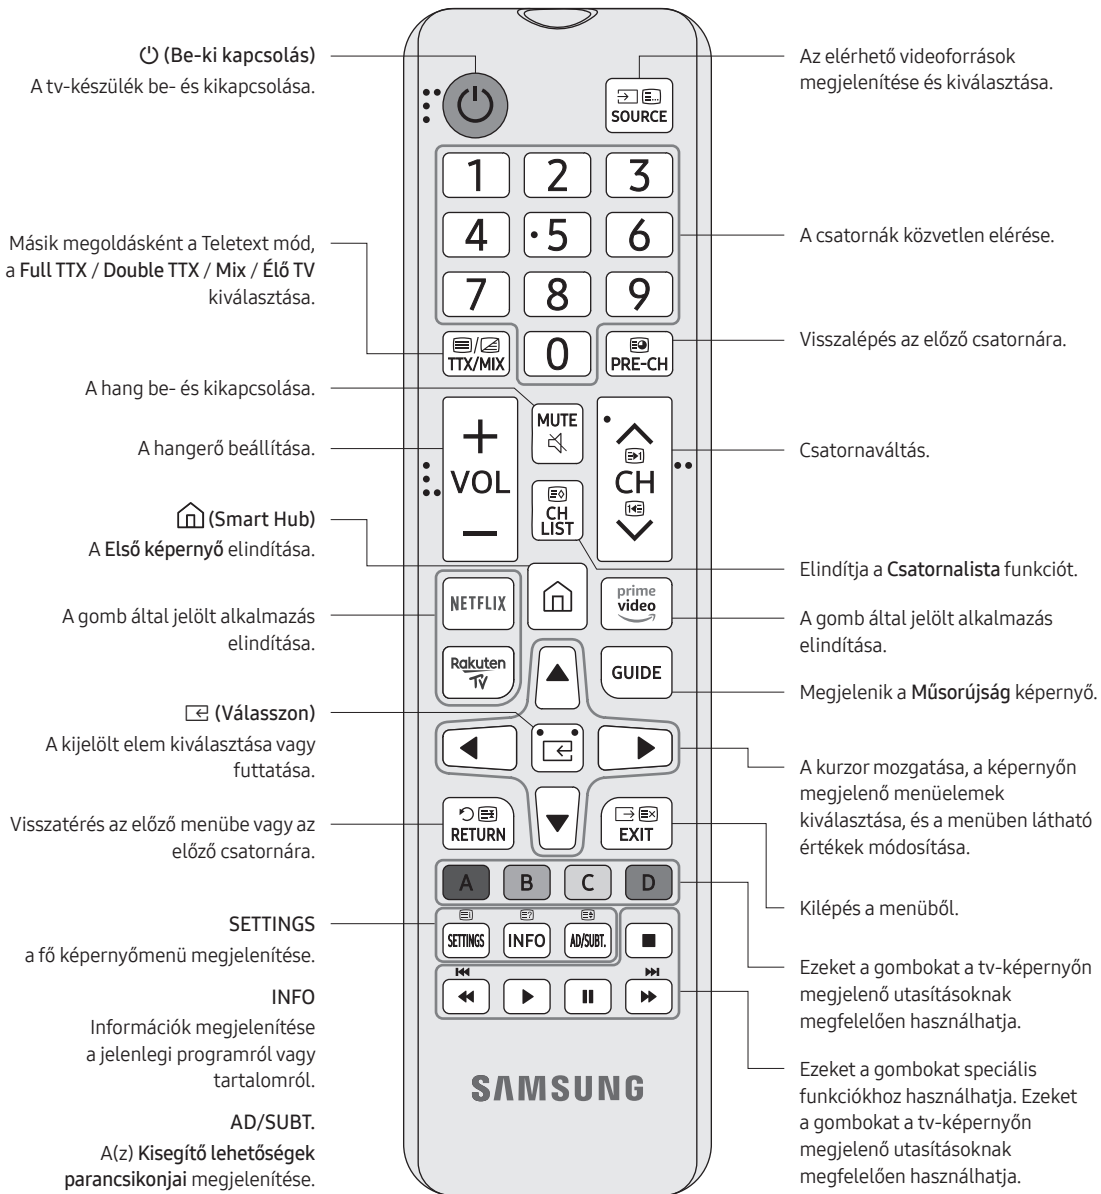 (Be-ki kapcsolás)
A tv-készülék be- és kikapcsolása.
Másik megoldásként a Teletext mód,
a Full TTX / Double TTX / Mix / Élő TV
kiválasztása.
A hang be- és kikapcsolása.
A hangerő beállítása.
(Smart Hub)
A Első képernyő elindítása.
A gomb által jelölt alkalmazás
elindítása.
(Válasszon)
A kijelölt elem kiválasztása vagy
futtatása.
Visszatérés az előző menübe vagy az
előző csatornára.
SETTINGS
a fő képernyőmenü megjelenítése.
INFO
Információk megjelenítése
a jelenlegi programról vagy
tartalomról.
AD/SUBT.
A(z) Kisegítő lehetőségek
parancsikonjai megjelenítése.
SOURCE
1 2 3
4 5 6
7 8 9
TTX/MIX 0 PRE-CH
MUTE
VOL
CH
CH
LIST
NETFLIX
prime
video
Rakuten
TV
GUIDE
RETURN
EXIT
A B C D
SETTINGS INFO AD/SUBT.
SAMSUNG
Az elérhető videoforrások
megjelenítése és kiválasztása.
A csatornák közvetlen elérése.
Visszalépés az előző csatornára.
Csatornaváltás.
Elindítja a Csatornalista funkciót.
A gomb által jelölt alkalmazás
elindítása.
Megjelenik a Műsorújság képernyő.
A kurzor mozgatása, a képernyőn
megjelenő menüelemek
kiválasztása, és a menüben látható
értékek módosítása.
Kilépés a menüből.
Ezeket a gombokat a tv-képernyőn
megjelenő utasításoknak
megfelelően használhatja.
Ezeket a gombokat speciális
funkciókhoz használhatja. Ezeket
a gombokat a tv-képernyőn
megjelenő utasításoknak
megfelelően használhatja.